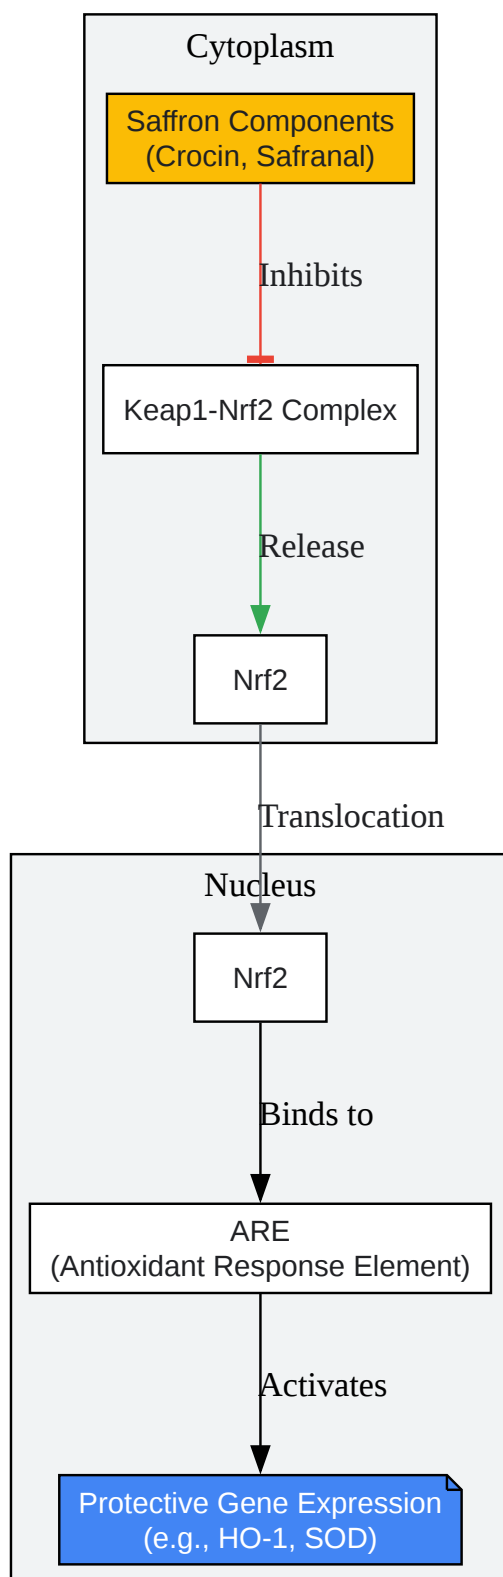 Cytoplasm
Saffron Components
(Crocin, Safranal)
Inhibits
Keap1-Nrf2 Complex
Release
Nrf2
Translocation
Nucleus
Nrf2
Binds to
ARE
(Antioxidant Response Element)
Activates
Protective Gene Expression
(e.g., HO-1, SOD)